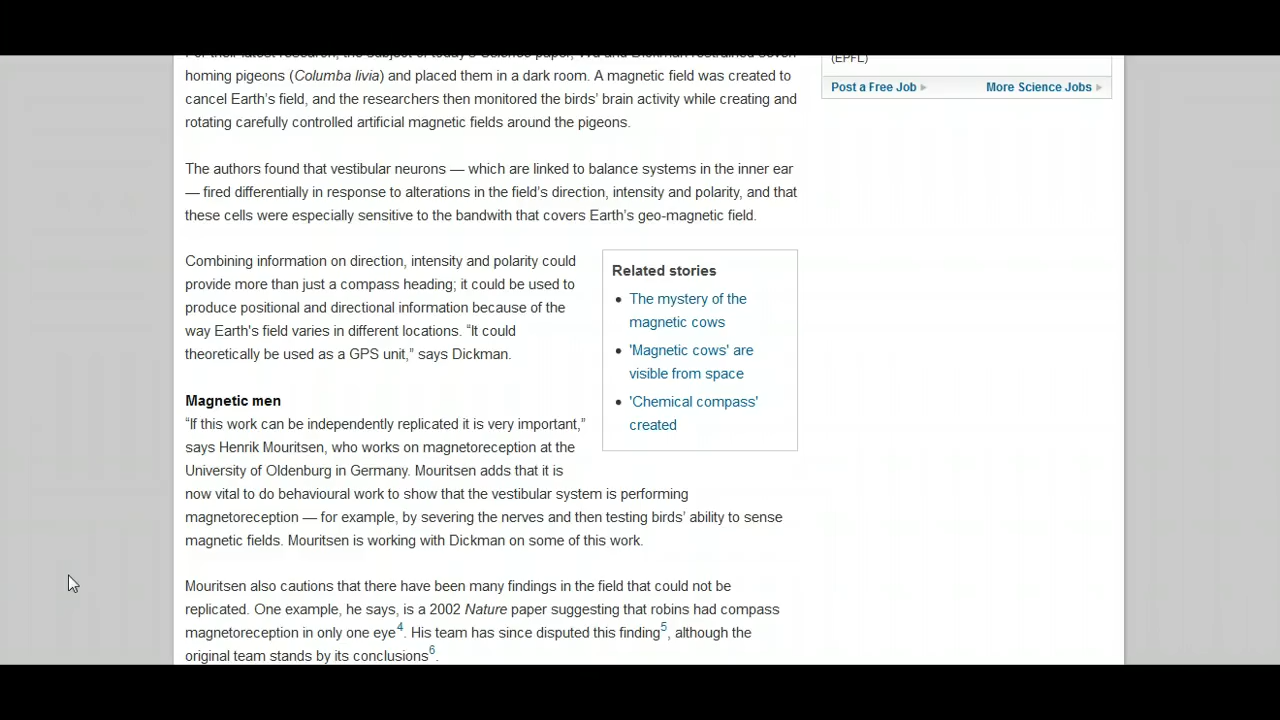 For their latest research, the subject of today's Science paper, Wu and Dickman restrained seven
homing pigeons (Columba livia) and placed them in a dark room. A magnetic field was created to
cancel Earth's field, and the researchers then monitored the birds' brain activity while creating and
rotating carefully controlled artificial magnetic fields around the pigeons.
The authors found that vestibular neurons — which are linked to balance systems in the inner ear
— fired differentially in response to alterations in the field's direction, intensity and polarity, and that
these cells were especially sensitive to the bandwith that covers Earth's geo-magnetic field.
Combining information on direction, intensity and polarity could
provide more than just a compass heading; it could be used to
produce positional and directional information because of the
way Earth's field varies in different locations. “It could
theoretically be used as a GPS unit,” says Dickman.
Magnetic men
“If this work can be independently replicated it is very important,”
says Henrik Mouritsen, who works on magnetoreception at the
University of Oldenburg in Germany. Mouritsen adds that it is
now vital to do behavioural work to show that the vestibular system is performing
magnetoreception — for example, by severing the nerves and then testing birds' ability to sense
magnetic fields. Mouritsen is working with Dickman on some of this work.
Mouritsen also cautions that there have been many findings in the field that could not be
replicated. One example, he says, is a 2002 Nature paper suggesting that robins had compass
magnetoreception in only one eye4. His team has since disputed this finding5, although the
original team stands by its conclusions6.
Related stories
The mystery of the
magnetic cows
'Magnetic cows' are
visible from space
'Chemical compass'
created
(EPFL)
Post a Free Job
More Science Jobs